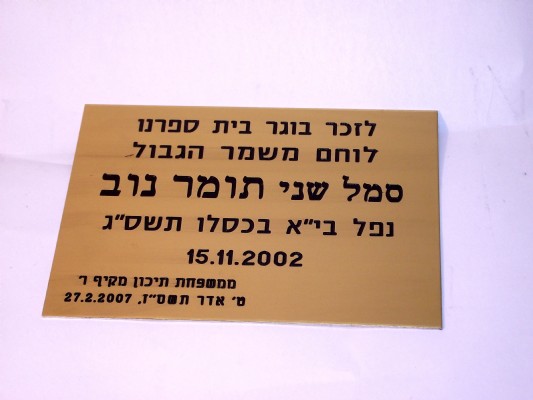 לזכר בוגר בית ספרנו
לוחם משמר הגבול
סמל שני תומר נוב
נפל בי״א בכסלו תשס״ג
15.11.2002
ממשפחת תיכון מקיף ר׳
ט׳ אדר תשס״ז, 27.2.2007